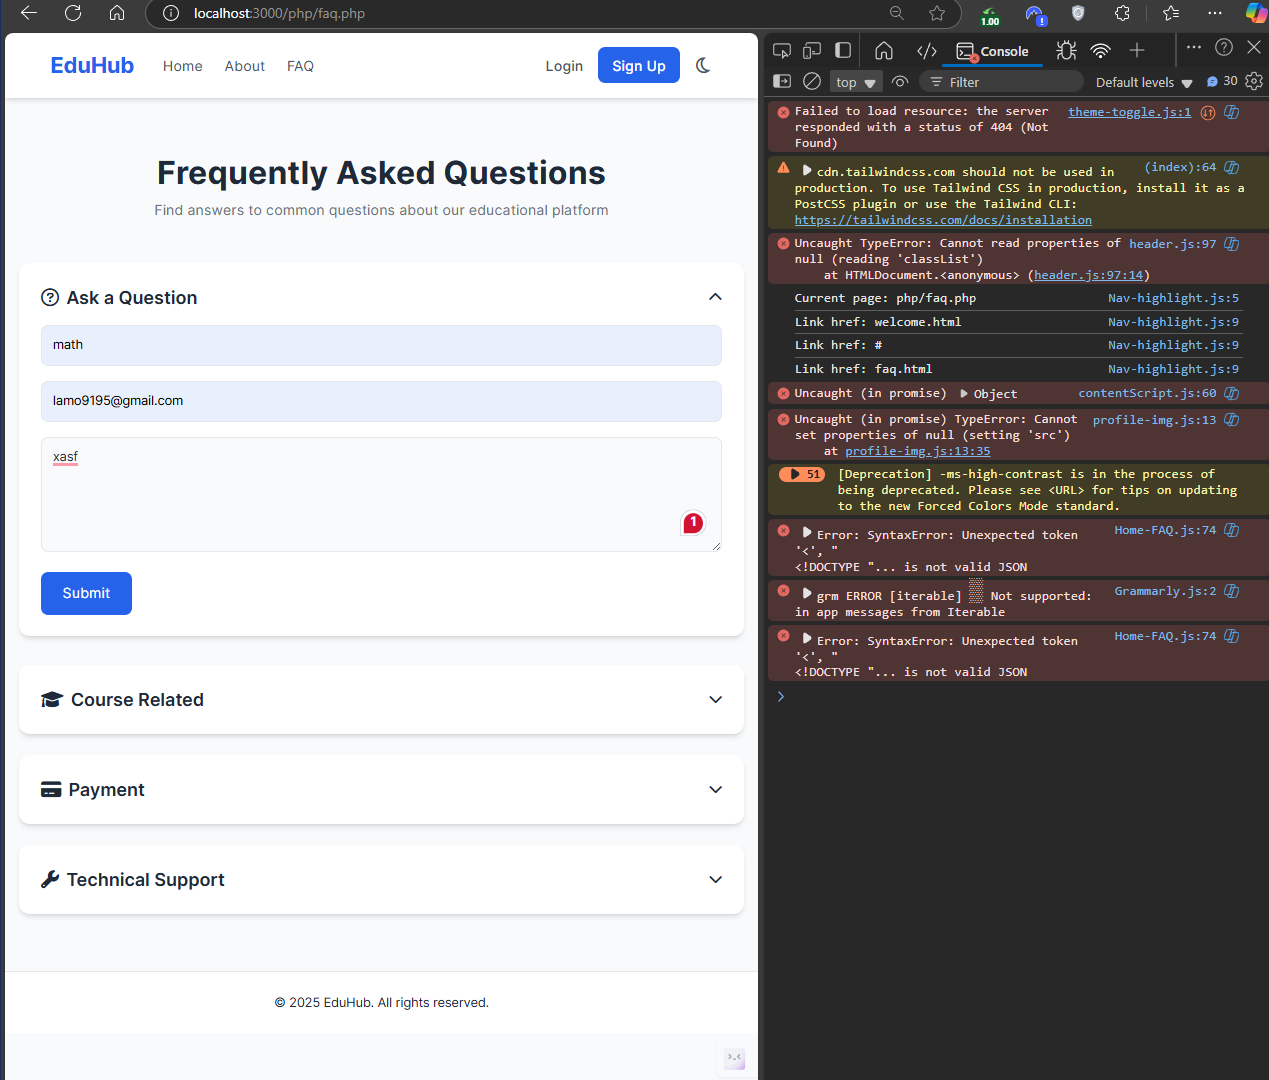 localhost:3000/php/faq.php
1.00
EduHub
Home
About
FAQ
Login
Sign Up
Frequently Asked Questions
Find answers to common questions about our educational platform
Ask a Question
math
lamo9195@gmail.com
xasf
1
Submit
Course Related
Payment
Technical Support
© 2025 EduHub. All rights reserved.
Console
top
Filter
Default levels
30
Failed to load resource: the server theme-toggle.js:1
responded with a status of 404 (Not
Found)
cdn.tailwindcss.com should not be used in (index):64
production. To use Tailwind CSS in production, install it as a
PostCSS plugin or use the Tailwind CLI:
https://tailwindcss.com/docs/installation
Uncaught TypeError: Cannot read properties of header.js:97
null (reading 'classList')
at HTMLDocument.<anonymous> (header.js:97:14)
Current page: php/faq.php Nav-highlight.js:5
Link href: welcome.html Nav-highlight.js:9
Link href: # Nav-highlight.js:9
Link href: faq.html Nav-highlight.js:9
Uncaught (in promise) Object contentScript.js:60
Uncaught (in promise) TypeError: Cannot profile-img.js:13
set properties of null (setting 'src')
at profile-img.js:13:35
51 [Deprecation] -ms-high-contrast is in the process of
being deprecated. Please see <URL> for tips on updating
to the new Forced Colors Mode standard.
Error: SyntaxError: Unexpected token Home-FAQ.js:74
'<', "
<!DOCTYPE "... is not valid JSON
grm ERROR [iterable] Not supported: Grammarly.js:2
in app messages from Iterable
Error: SyntaxError: Unexpected token Home-FAQ.js:74
'<', "
<!DOCTYPE "... is not valid JSON